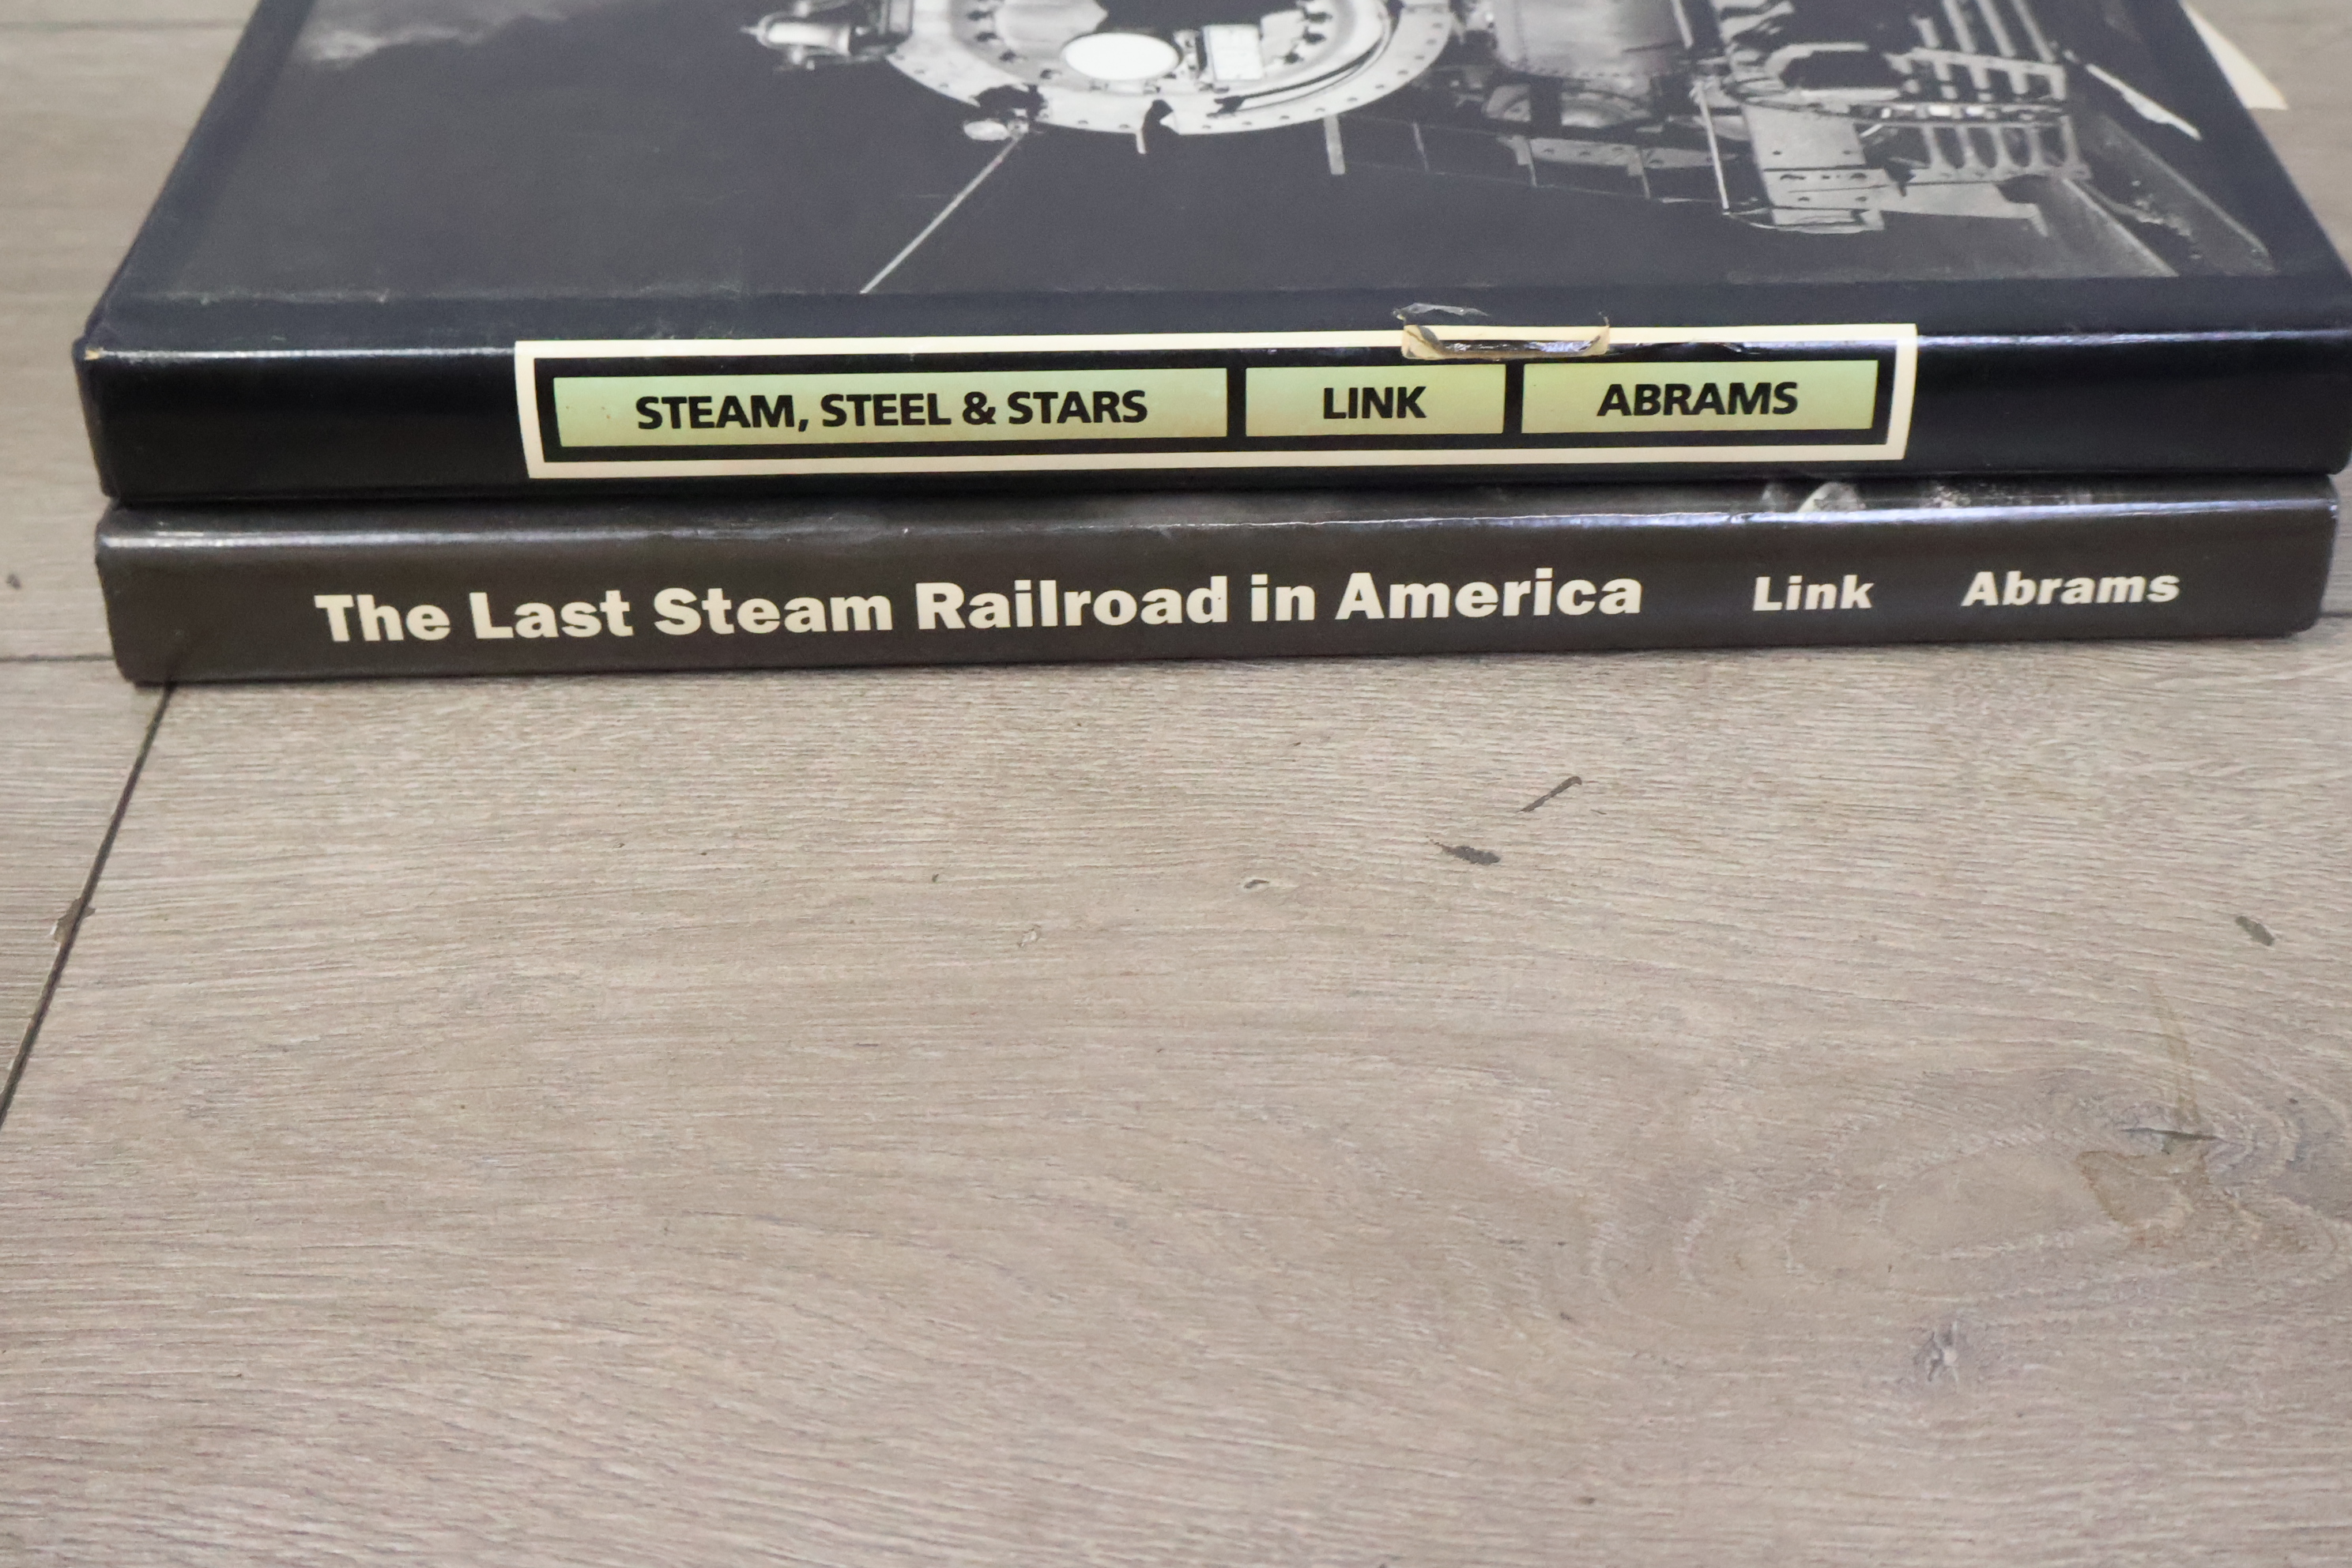 STEAM, STEEL & STARS LINK ABRAMS
The Last Steam Railroad in America Link Abrams